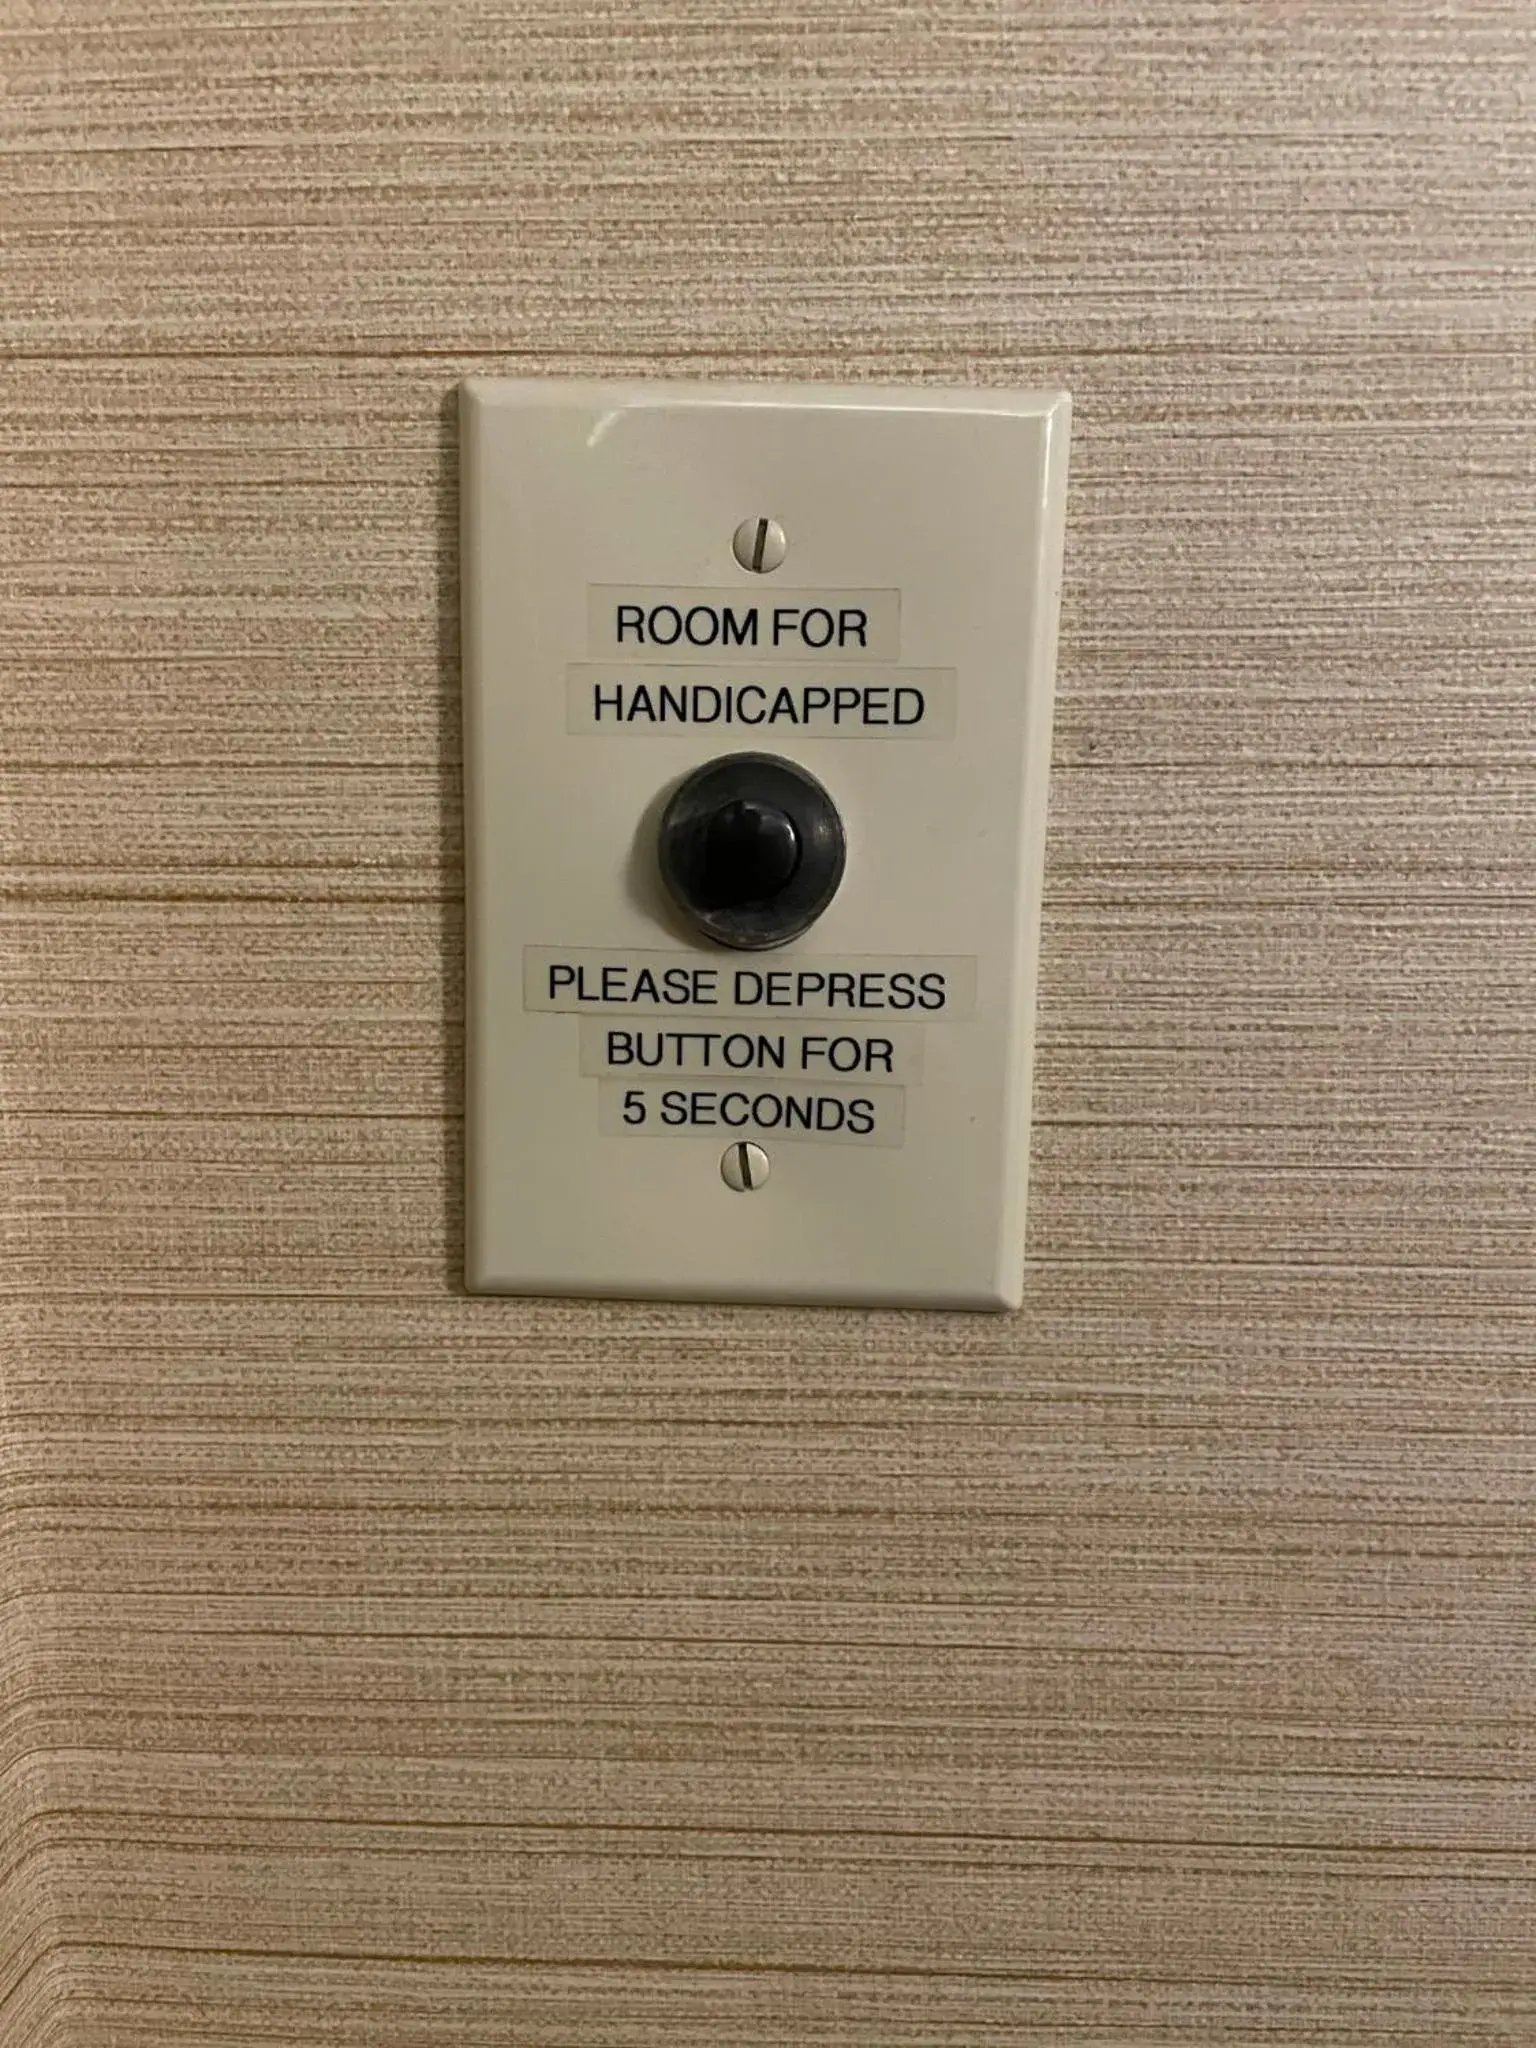 ROOM FOR
HANDICAPPED
PLEASE DEPRESS
BUTTON FOR
5 SECONDS